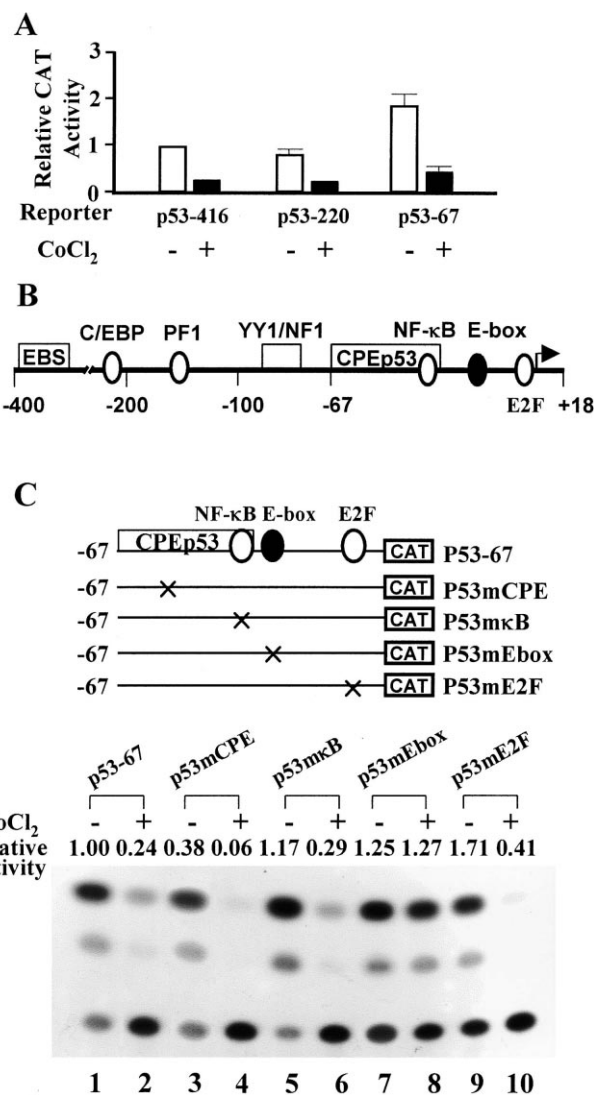 A
Relative CAT
Activity
3
2
1
0
Reporter p53-416 p53-220 p53-67
CoCl2 - + - + - +
B
EBS C/EBP PF1 YY1/NF1 CPEp53 NF-κB E-box
-400 -200 -100 -67 E2F +18
C
NF-κB E-box E2F
-67 CPEp53 CAT P53-67
-67 CAT P53mCPE
-67 CAT P53mκB
-67 CAT P53mEbox
-67 CAT P53mE2F
p53-67 p53mCPE p53mκB p53mEbox p53mE2F
oCl2 - + - + - + - + - +
ative 1.00 0.24 0.38 0.06 1.17 0.29 1.25 1.27 1.71 0.41
tivity
1 2 3 4 5 6 7 8 9 10